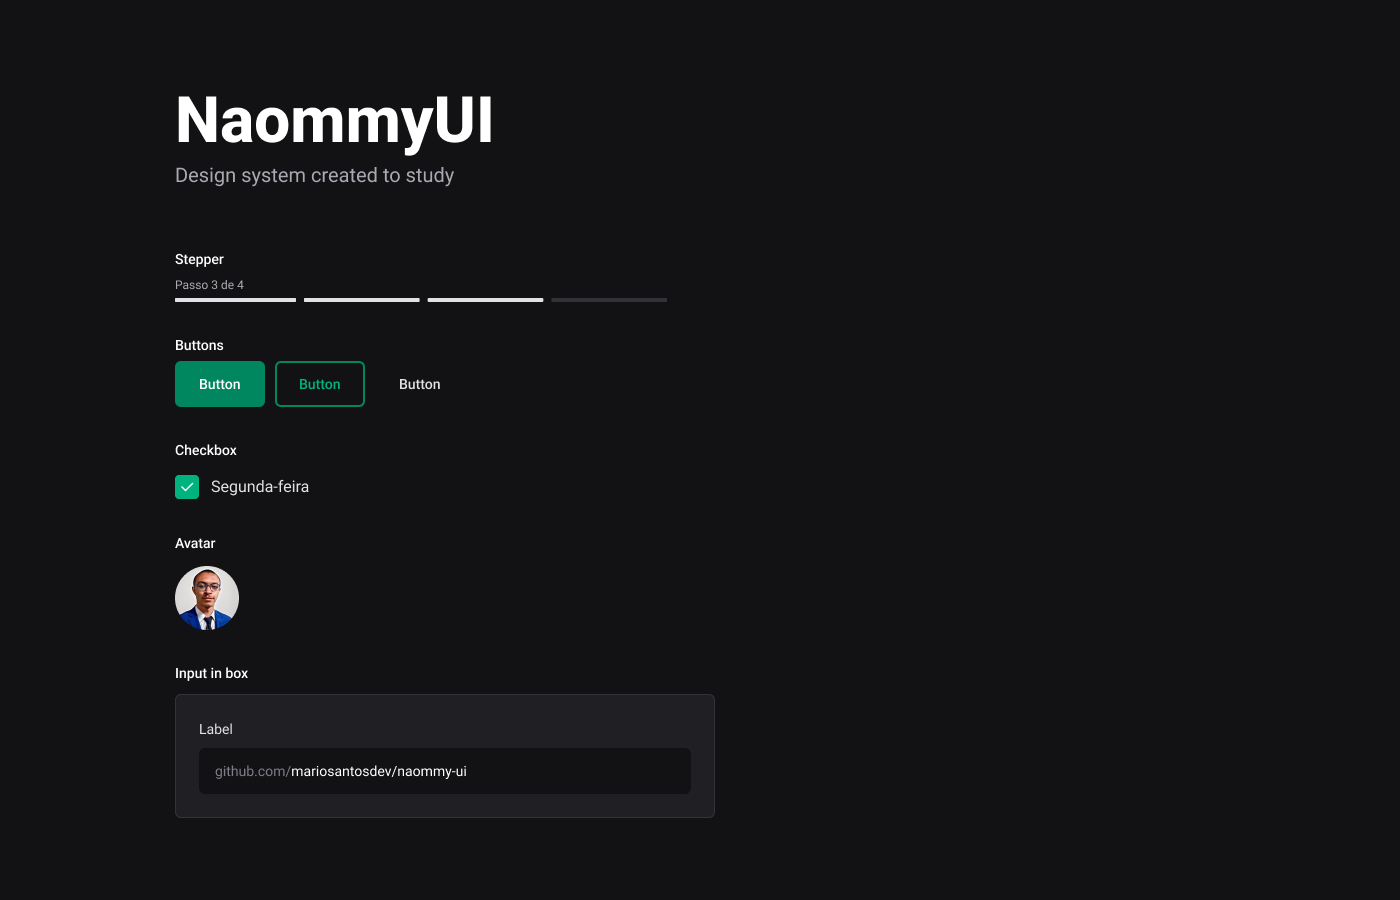 NaommyUI
Design system created to study
Stepper
Passo 3 de 4
Buttons
Button Button Button
Checkbox
Segunda-feira
Avatar
Input in box
Label
github.com/mariosantosdev/naommy-ui